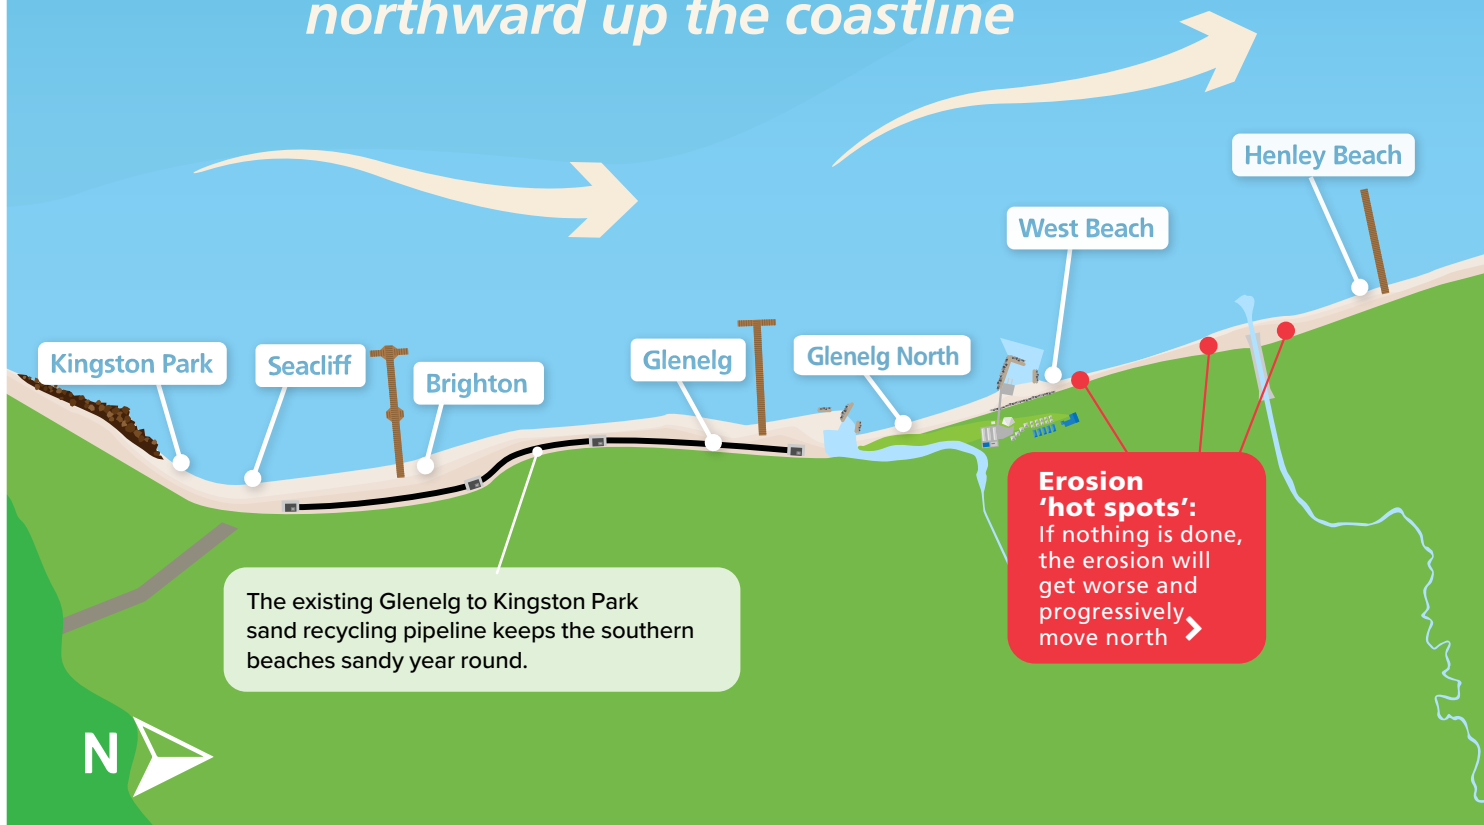 northward up the coastline
Henley Beach
West Beach
Kingston Park
Seacliff
Brighton
Glenelg
Glenelg North
Erosion
‘hot spots’:
If nothing is done,
the erosion will
get worse and
progressively
move north
The existing Glenelg to Kingston Park
sand recycling pipeline keeps the southern
beaches sandy year round.
N